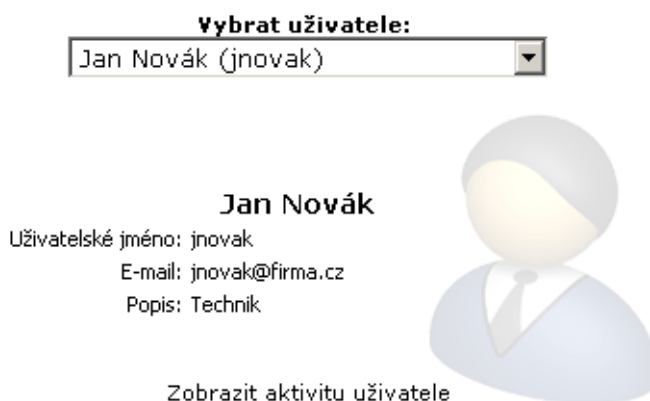 Vybrat uživatele:
Jan Novák (jnovak)
Jan Novák
Uživatelské jméno: jnovak
E-mail: jnovak@firma.cz
Popis: Technik
Zobrazit aktivitu uživatele